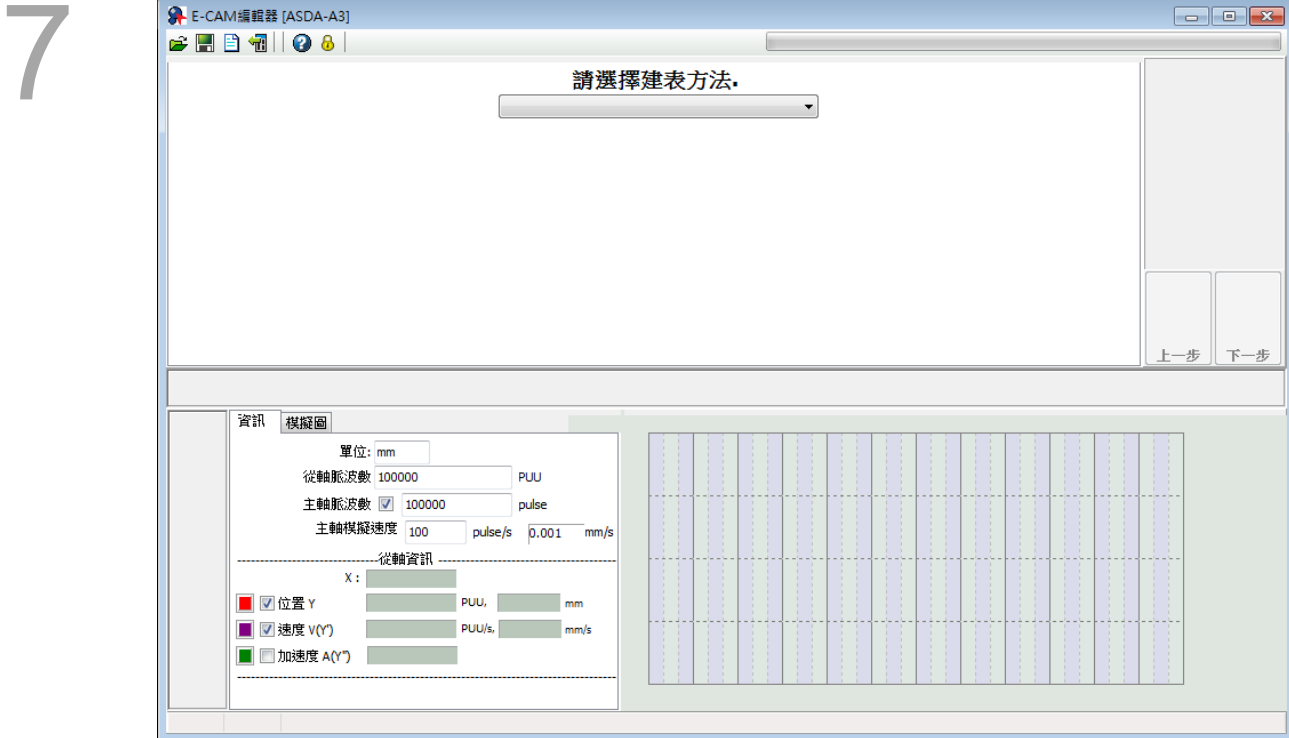 7
E-CAM編輯器 [ASDA-A3]
請選擇建表方法.
上一步 下一步
資訊 模擬圖
單位: mm
從軸脈波數 100000 PUU
主軸脈波數 100000 pulse
主軸模擬速度 100 pulse/s 0.001 mm/s
----------從軸資訊----------
X :
位置 Y PUU, mm
速度 V(Y') PUU/s, mm/s
加速度 A(Y")